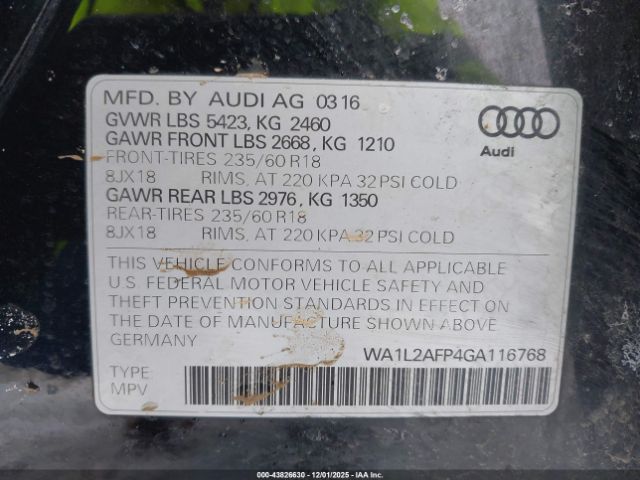 MFD. BY AUDI AG 0316
GVWR LBS 5423, KG 2460
GAWR FRONT LBS 2668, KG 1210
FRONT-TIRES 235/60 R18
8JX18 RIMS, AT 220 KPA 32 PSI COLD
GAWR REAR LBS 2976, KG 1350
REAR-TIRES 235/60 R18
8JX18 RIMS, AT 220 KPA 32 PSI COLD
Audi
THIS VEHICLE CONFORMS TO ALL APPLICABLE
U.S. FEDERAL MOTOR VEHICLE SAFETY AND
THEFT PREVENTION STANDARDS IN EFFECT ON
THE DATE OF MANUFACTURE SHOWN ABOVE
GERMANY
WA1L2AFP4GA116768
TYPE
MPV
000-43826630 - 12/01/2025 - IAAI.COM